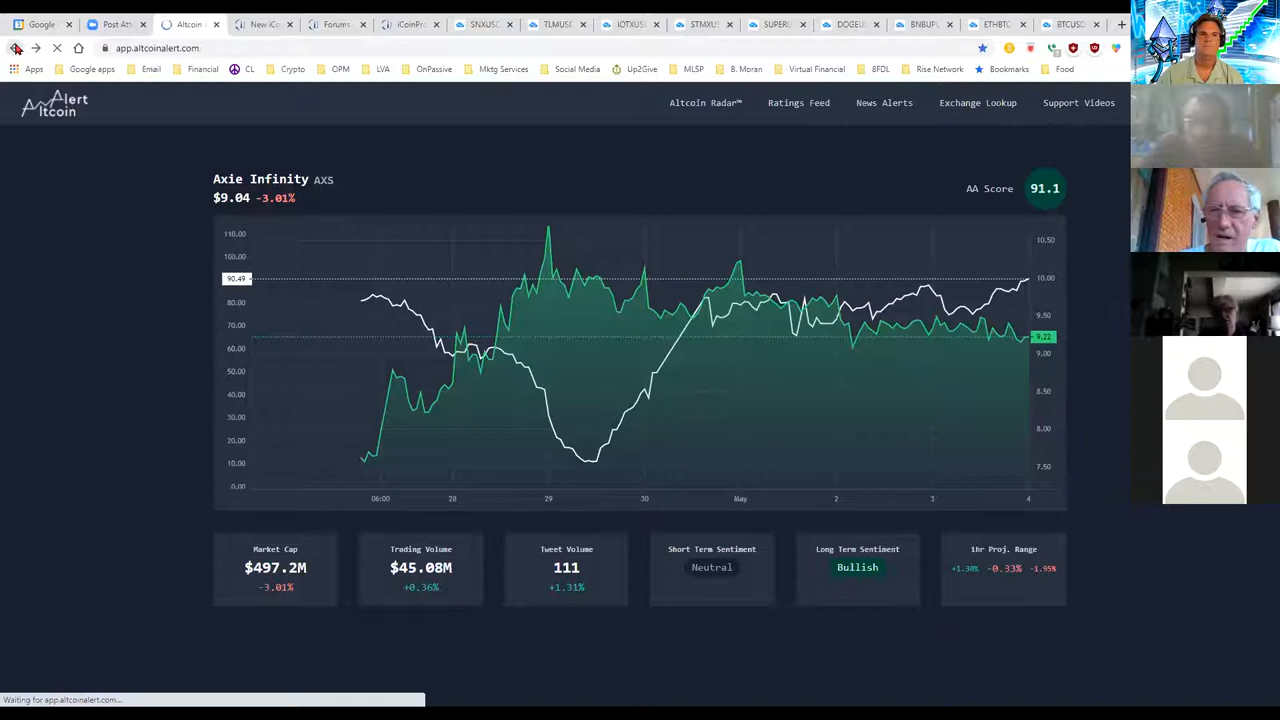 Google
Post Att
Altcoin A
New iC
Forums
iCoinPro
SNXUSD
TLMUSD
IOTXUS
STMXUS
SUPERU
DOGEU
BNBUP
ETHBTC
BTCUSD
app.altcoinalert.com
Apps Google apps Email Financial CL Crypto OPM LVA OnPassive Mktg Services Social Media Up2Give MLSP B. Moran Virtual Financial 8FDL Rise Network Bookmarks Food
Alert
Altcoin
Altcoin Radar™ Ratings Feed News Alerts Exchange Lookup Support Videos
Axie Infinity AXS
$9.04 -3.01%
AA Score 91.1
110.00
100.00
90.49
80.00
70.00
60.00
50.00
40.00
30.00
20.00
10.00
0.00
10.50
10.00
9.50
9.22
9.00
8.50
8.00
7.50
06:00 28 29 30 May 2 3 4
Market Cap
$497.2M
-3.01%
Trading Volume
$45.08M
+0.36%
Tweet Volume
111
+1.31%
Short Term Sentiment
Neutral
Long Term Sentiment
Bullish
1hr Proj. Range
+1.30% -0.33% -1.95%
Waiting for app.altcoinalert.com...